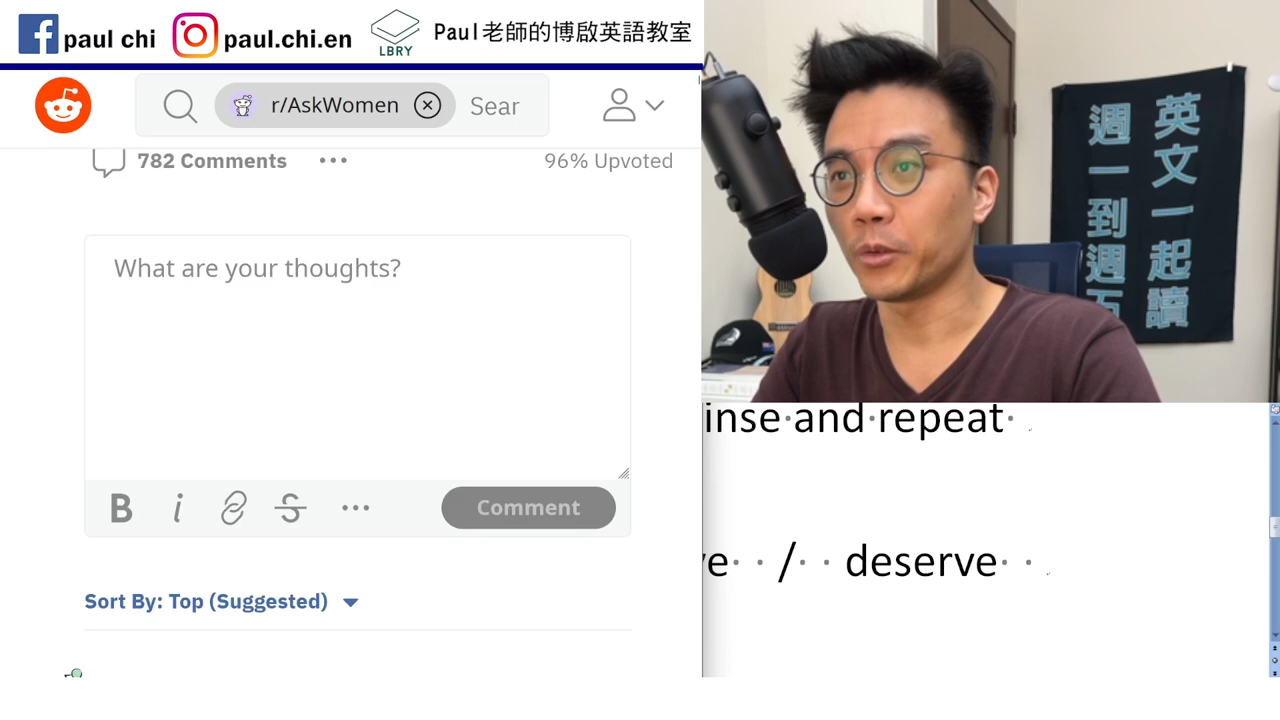 paul chi
paul.chi.en
LBRY
Paul老師的博啟英語教室
r/AskWomen
Sear
782 Comments
96% Upvoted
What are your thoughts?
B i S
Comment
Sort By: Top (Suggested)
英文一起讀
週一到週五
inse and repeat
/ deserve